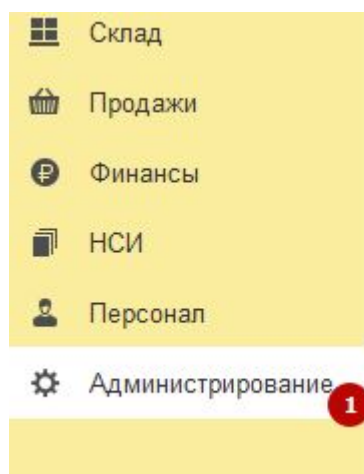 Склад
Продажи
Финансы
НСИ
Персонал
Администрирование
1